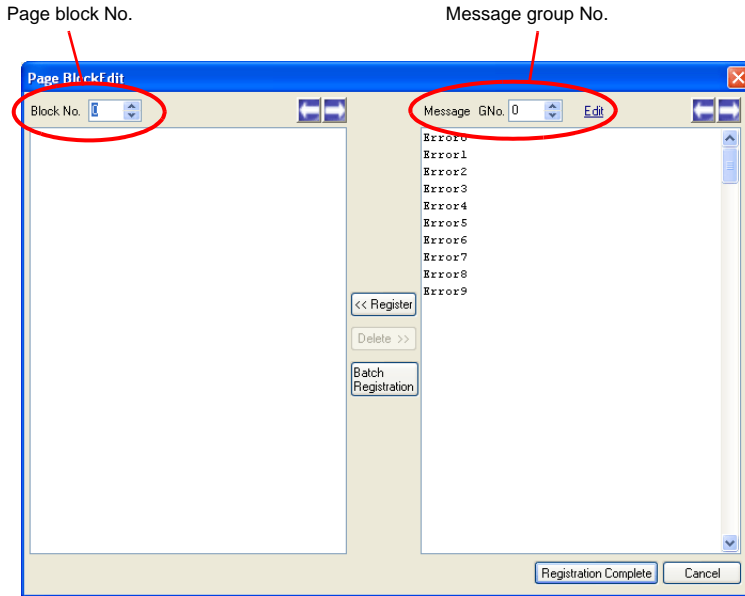 Page block No.
Message group No.
Page BlockEdit
Block No. 0
Message GNo. 0 Edit
Error0
Error1
Error2
Error3
Error4
Error5
Error6
Error7
Error8
Error9
<< Register
Delete >>
Batch
Registration
Registration Complete
Cancel